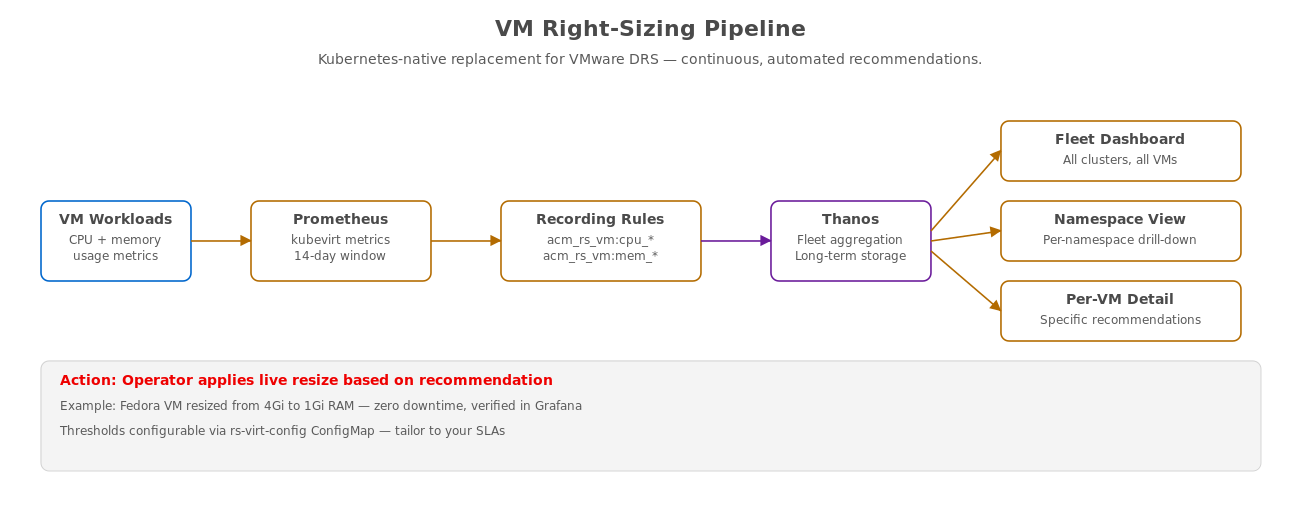 VM Right-Sizing Pipeline
Kubernetes-native replacement for VMware DRS — continuous, automated recommendations.
VM Workloads
CPU + memory
usage metrics
Prometheus
kubevirt metrics
14-day window
Recording Rules
acm_rs_vm:cpu_*
acm_rs_vm:mem_*
Thanos
Fleet aggregation
Long-term storage
Fleet Dashboard
All clusters, all VMs
Namespace View
Per-namespace drill-down
Per-VM Detail
Specific recommendations
Action: Operator applies live resize based on recommendation
Example: Fedora VM resized from 4Gi to 1Gi RAM — zero downtime, verified in Grafana
Thresholds configurable via rs-virt-config ConfigMap — tailor to your SLAs